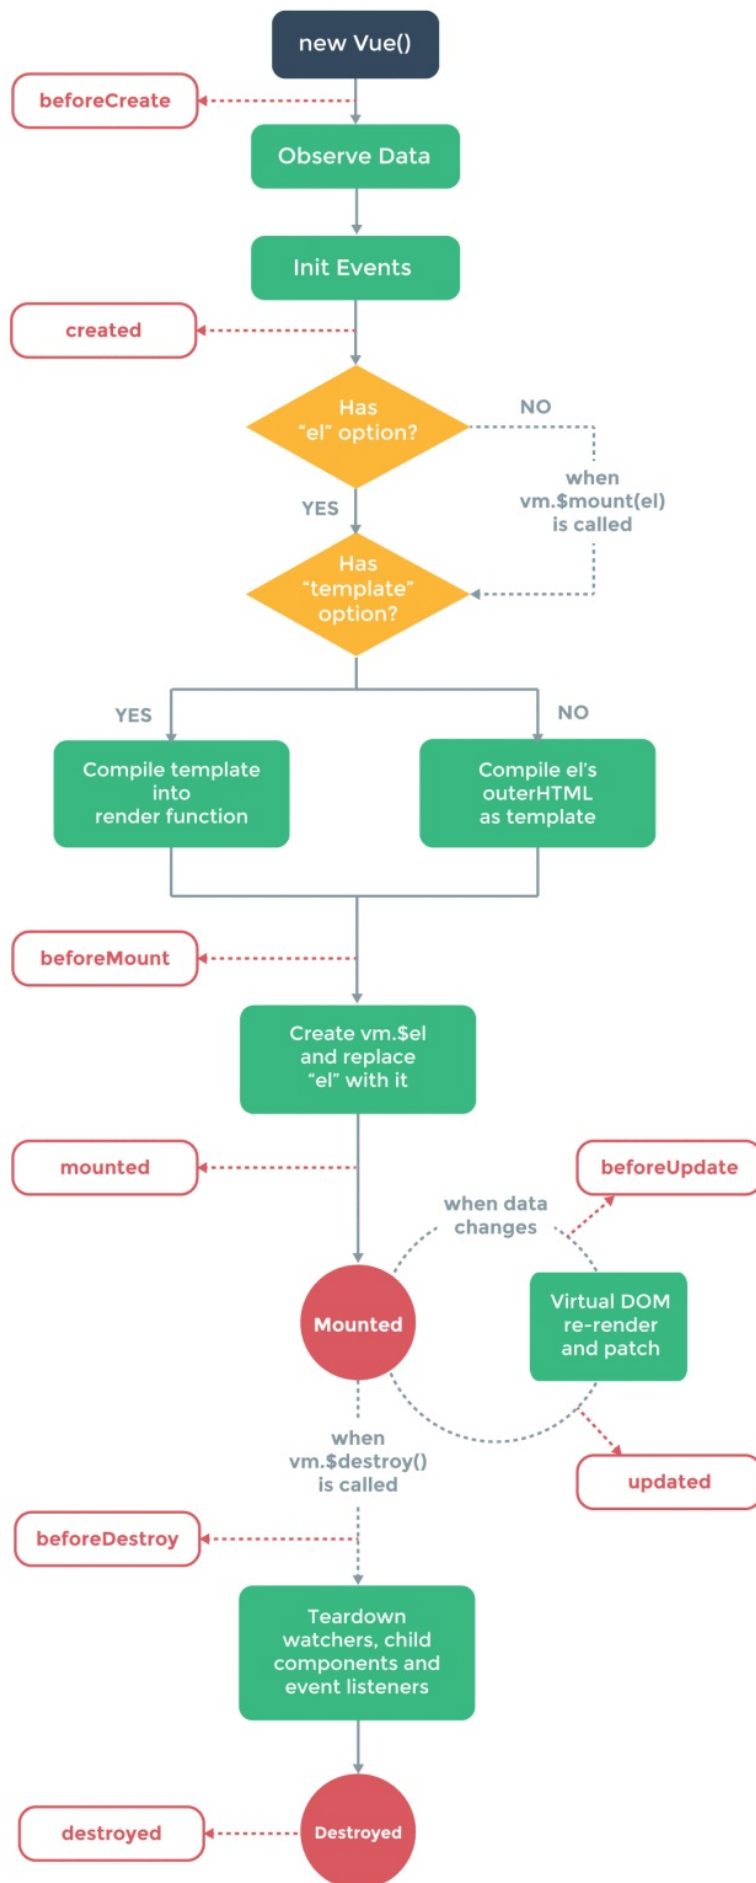 new Vue()
beforeCreate
Observe Data
Init Events
created
Has
“el” option?
NO
when
vm.$mount(el)
is called
YES
Has
“template”
option?
YES
NO
Compile template
into
render function
Compile el’s
outerHTML
as template
beforeMount
Create vm.$el
and replace
“el” with it
mounted
beforeUpdate
when data
changes
Mounted
Virtual DOM
re-render
and patch
when
vm.$destroy()
is called
updated
beforeDestroy
Teardown
watchers, child
components and
event listeners
destroyed
Destroyed